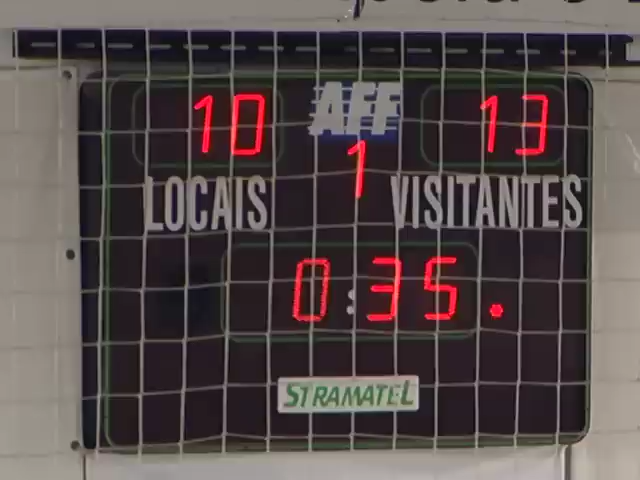 10 AFF 13
1
LOCAIS VISITANTES
0:35.
STRAMATEL